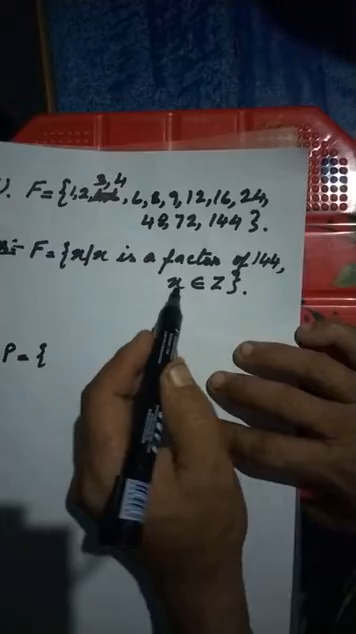 ). F={1,2, 3,4, 6, 8, 9, 12, 16, 24,
48, 72, 144}.
F={x/x is a factor of 144,
x ∈ Z}.
P={